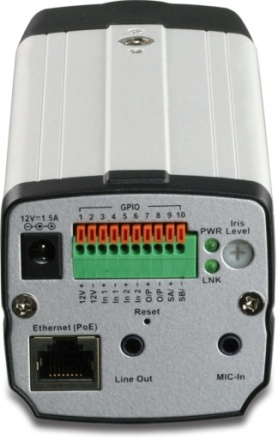 GPIO
12V⎓1.5A
1 2 3 4 5 6 7 8 9 10
PWR
Iris
Level
LNK
12V +
12V -
In 1 +
In 1 -
In 2 +
In 2 -
O/P +
O/P -
SA/ +
SB/ -
Reset
Ethernet (PoE)
Line Out
MIC-In